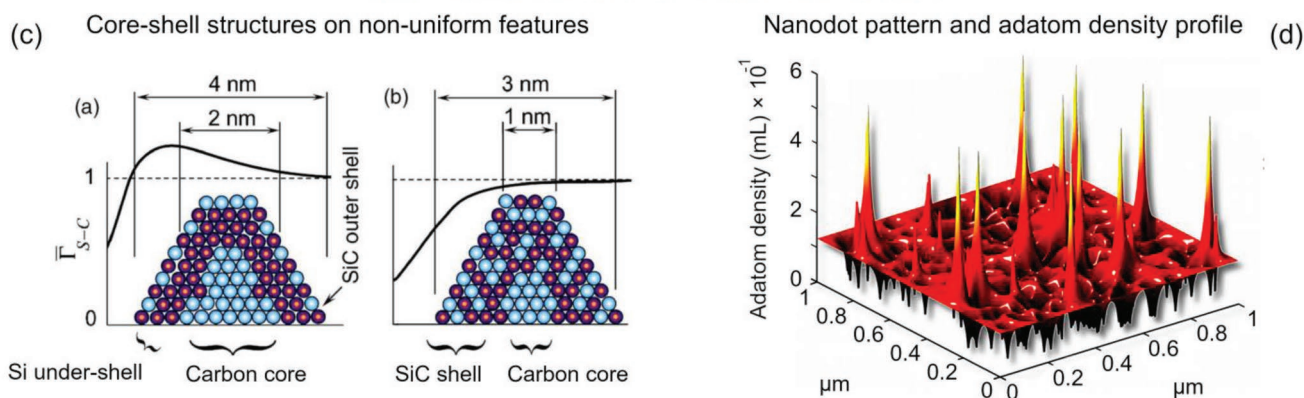 (c) Core-shell structures on non-uniform features
(a)
4 nm
2 nm
1
Γ̿ S–C
0
SiC outer shell
Si under-shell
Carbon core
(b)
3 nm
1 nm
SiC shell
Carbon core
Nanodot pattern and adatom density profile (d)
Adatom density (mL) × 10⁻¹
6
4
2
0
1
0.8
0.6
0.4
0.2
0
µm
0
0.2
0.4
0.6
0.8
1
µm